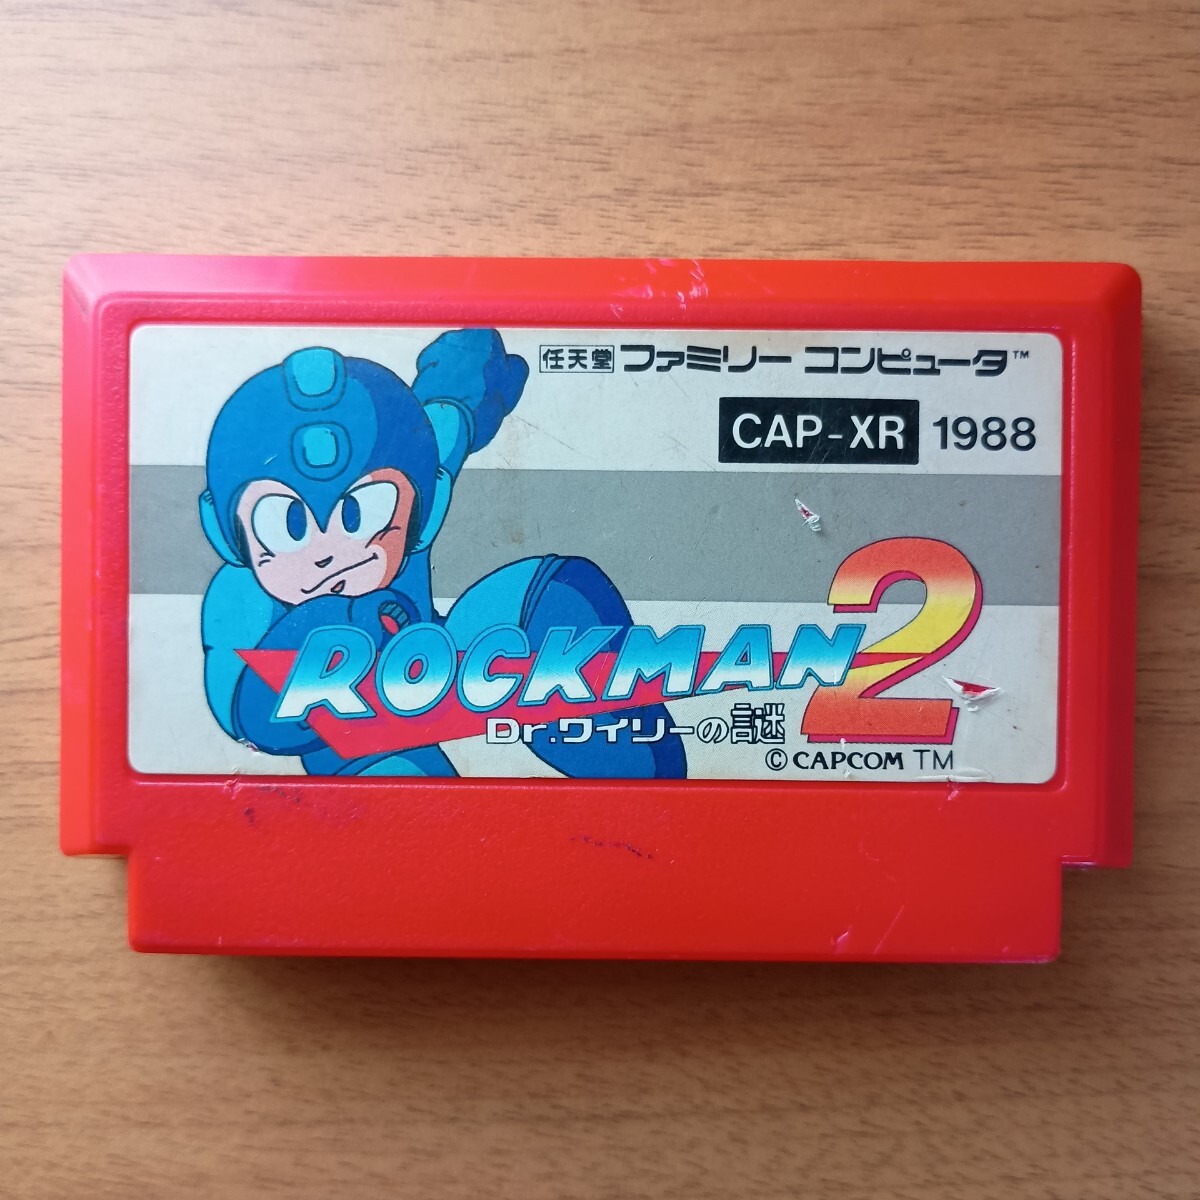 任天堂 ファミリー コンピュータ™
CAP-XR 1988
ROCKMAN 2
Dr.ワイリーの謎
© CAPCOM TM